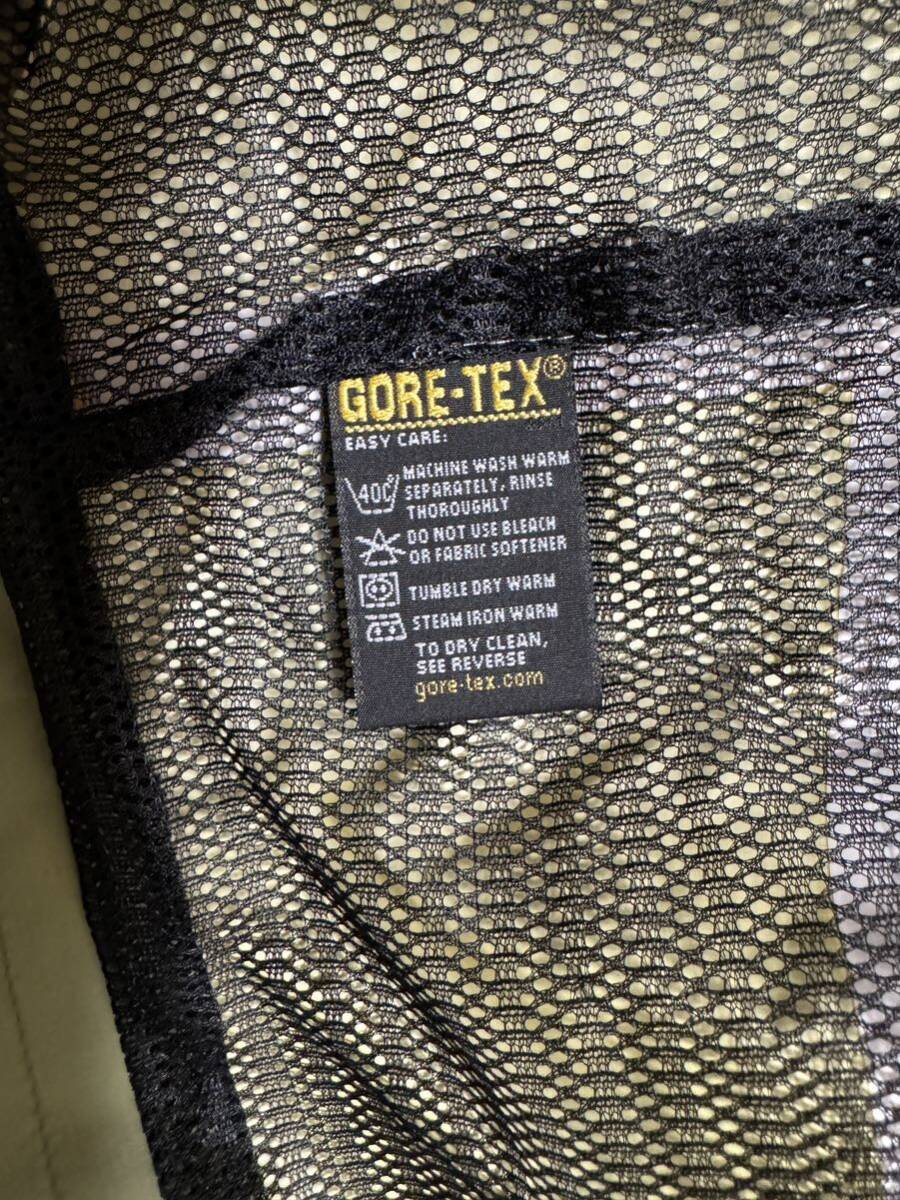 GORE-TEX®
EASY CARE:
40C
MACHINE WASH WARM
SEPARATELY, RINSE
THOROUGHLY
DO NOT USE BLEACH
OR FABRIC SOFTENER
TUMBLE DRY WARM
STEAM IRON WARM
TO DRY CLEAN,
SEE REVERSE
gore-tex.com